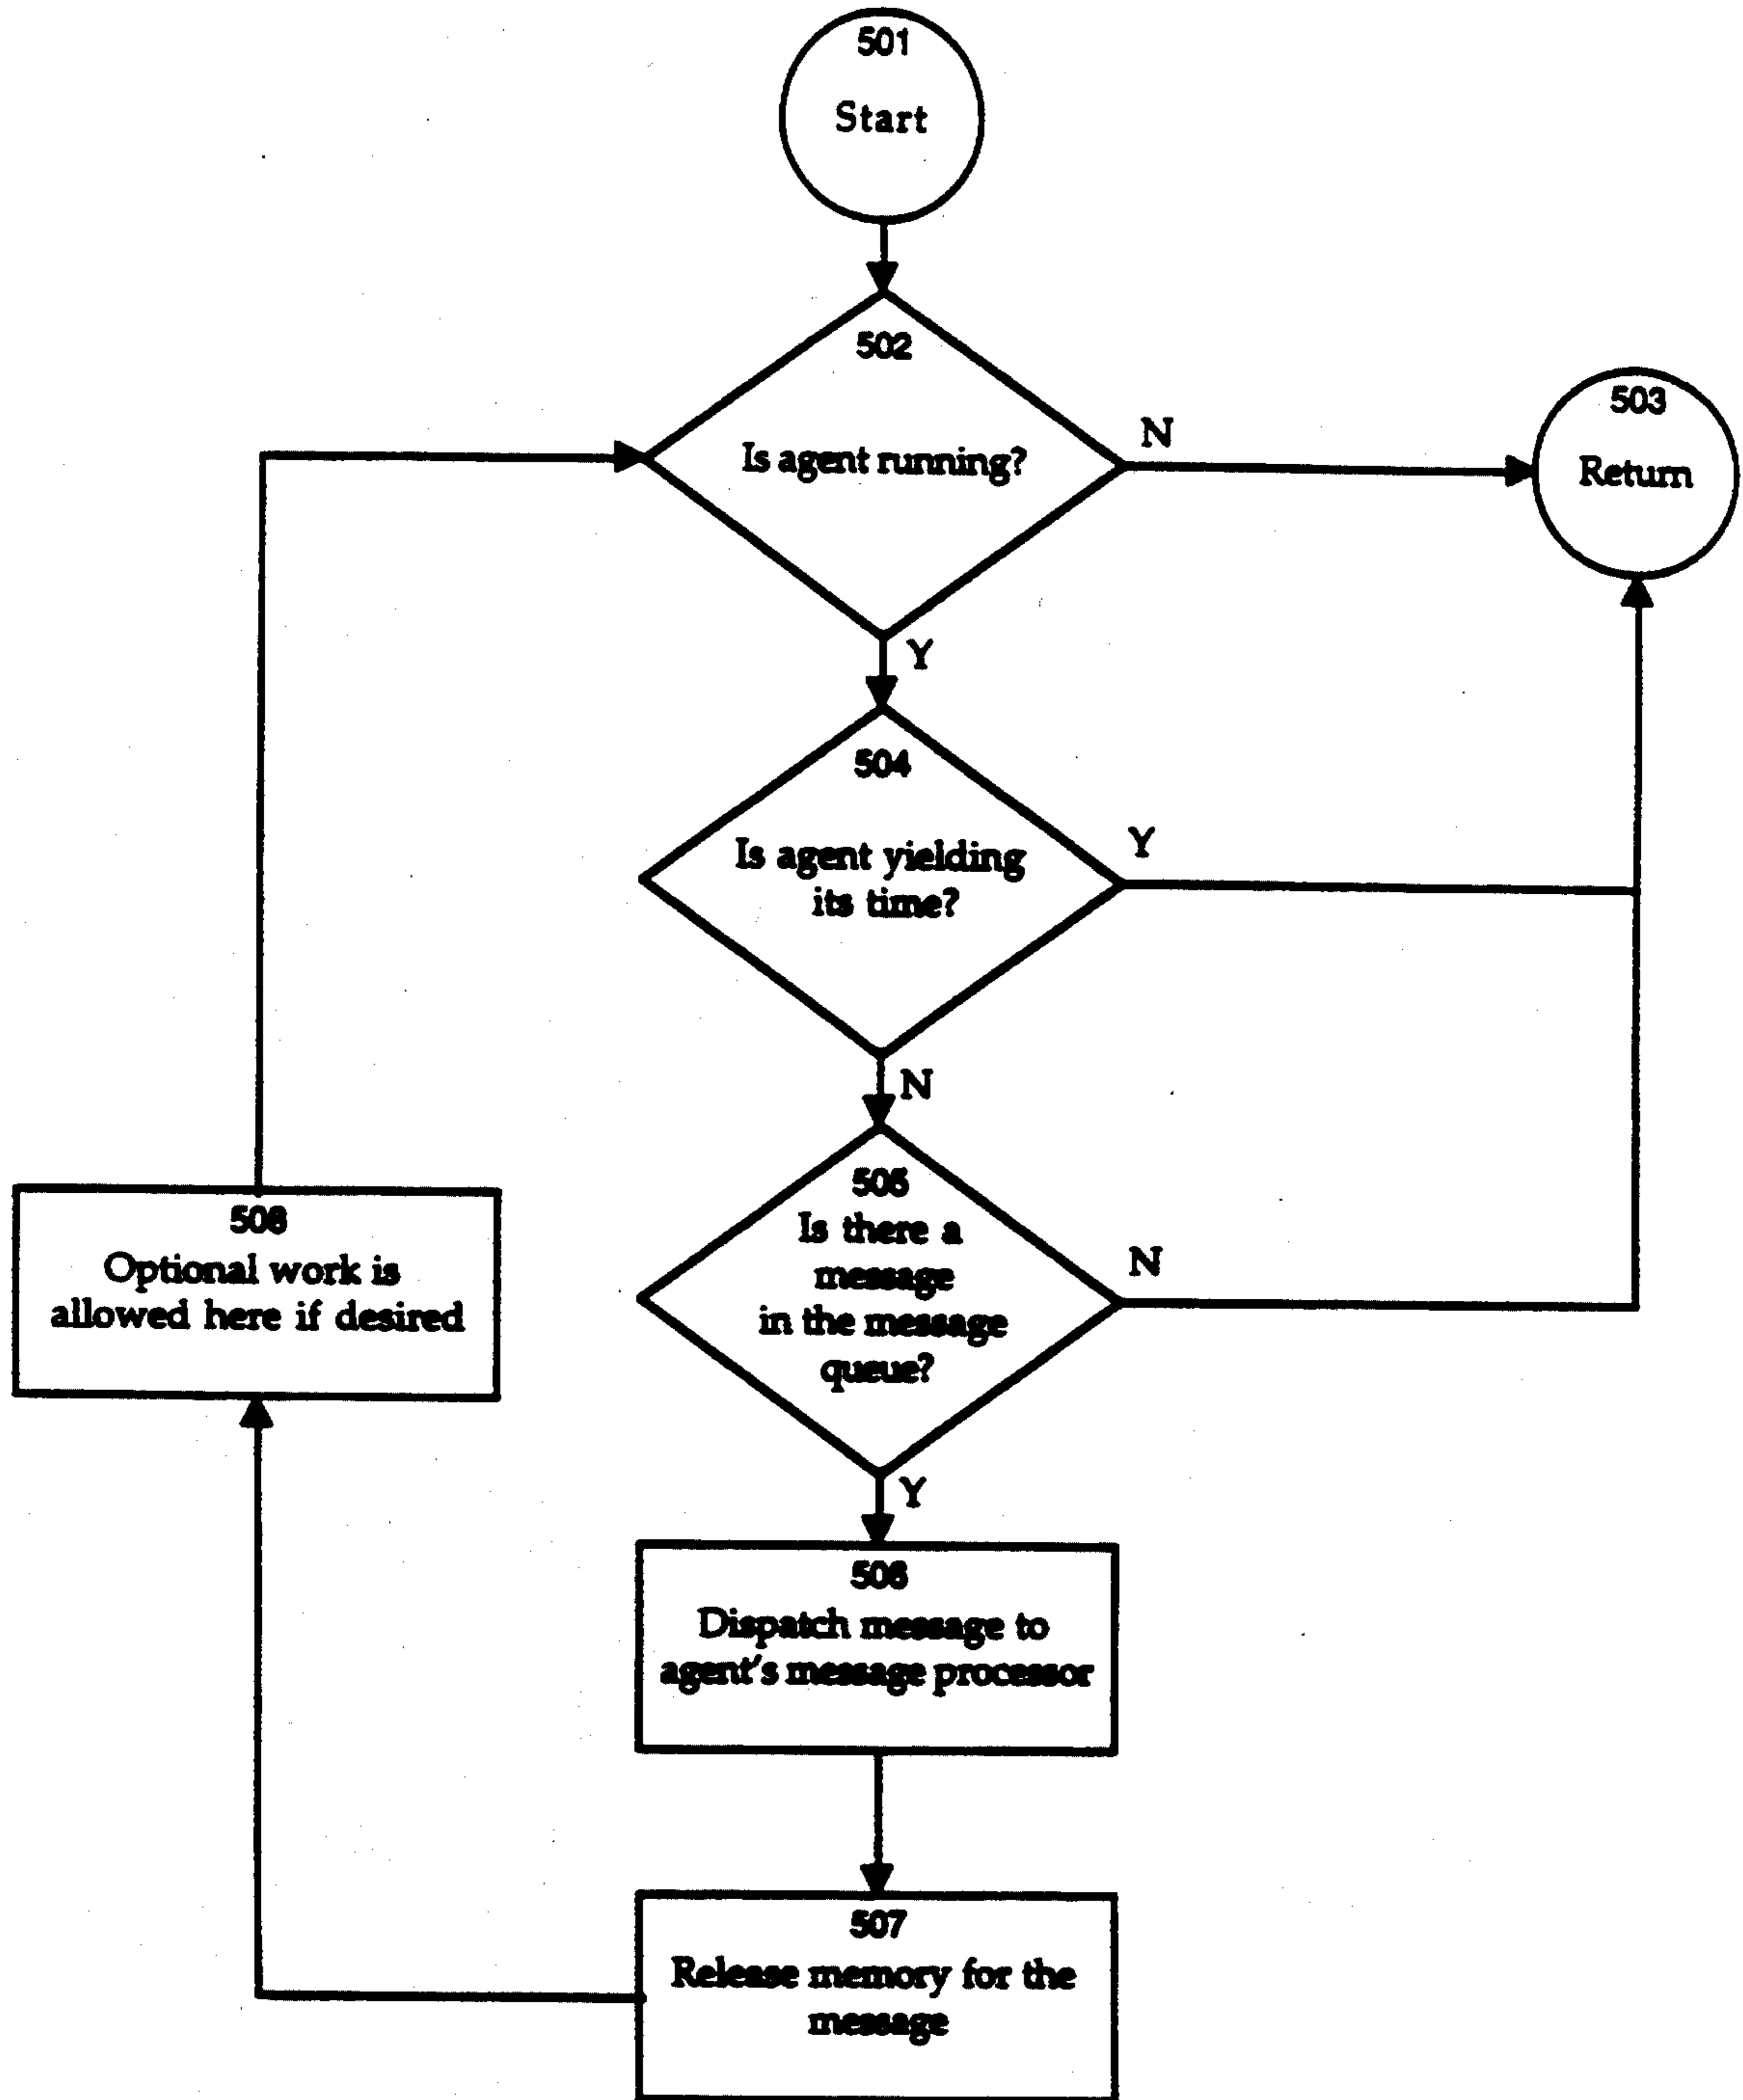 501
Start
502
Is agent running?
N
503
Return
Y
504
Is agent yielding
its time?
Y
N
505
Is there a
message
in the message
queue?
N
508
Optional work is
allowed here if desired
Y
506
Dispatch message to
agent's message processor
507
Release memory for the
message